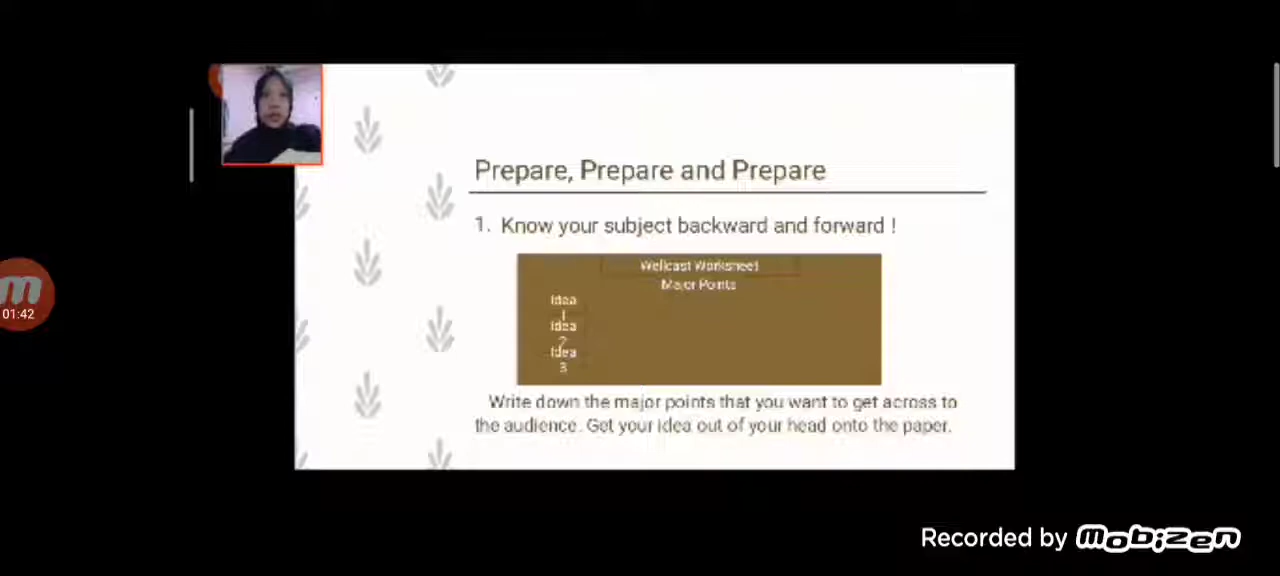 Prepare, Prepare and Prepare
1. Know your subject backward and forward !
Wellcast Worksheet
Major Points
Idea
1
Idea
2
Idea
3
Write down the major points that you want to get across to
the audience. Get your idea out of your head onto the paper.
m
01:42
Recorded by Mobizen